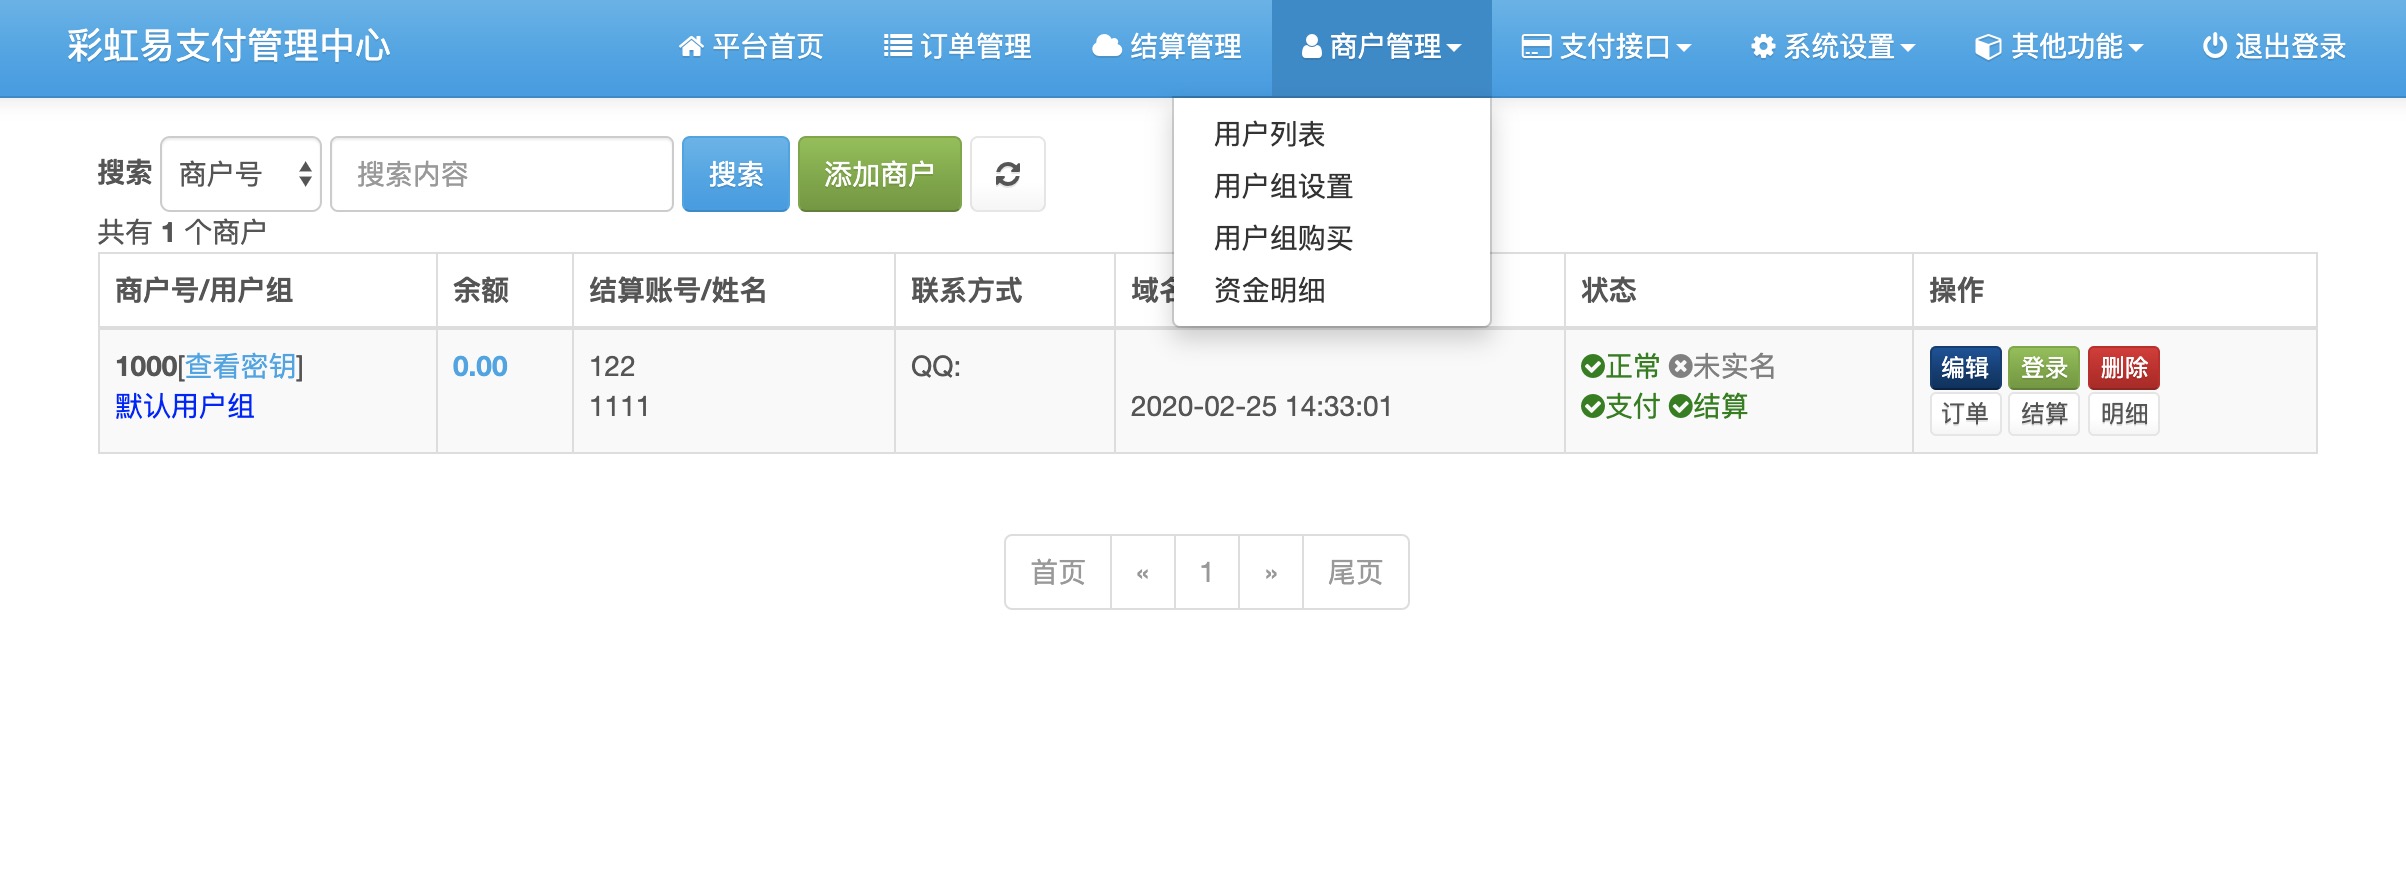 彩虹易支付管理中心 平台首页 订单管理 结算管理 商户管理 支付接口 系统设置 其他功能 退出登录
用户列表
用户组设置
用户组购买
资金明细
搜索 商户号 搜索内容 搜索 添加商户
共有 1 个商户
商户号/用户组 余额 结算账号/姓名 联系方式 域名 状态 操作
1000[查看密钥] 0.00 122 QQ: 正常 未实名 编辑 登录 删除
默认用户组 1111 2020-02-25 14:33:01 支付 结算 订单 结算 明细
首页 « 1 » 尾页